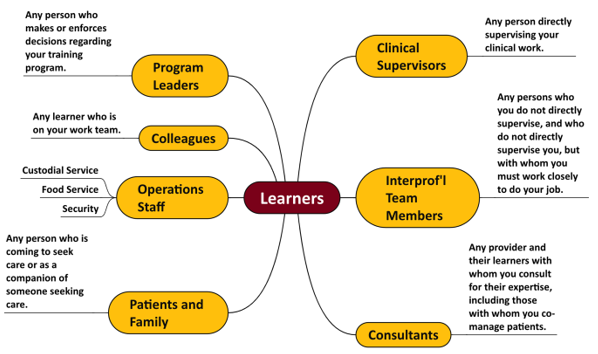 Any person who
makes or enforces
decisions regarding
your training
program.
Program
Leaders
Any learner who is
on your work team.
Colleagues
Custodial Service
Food Service
Security
Operations
Staff
Any person who is
coming to seek
care or as a
companion of
someone seeking
care.
Patients and
Family
Learners
Clinical
Supervisors
Any person directly
supervising your
clinical work.
Interprof'l
Team
Members
Any persons who
you do not directly
supervise, and who
do not directly
supervise you, but
with whom you
must work closely
to do your job.
Consultants
Any provider and
their learners with
whom you consult
for their expertise,
including those
with whom you co-
manage patients.